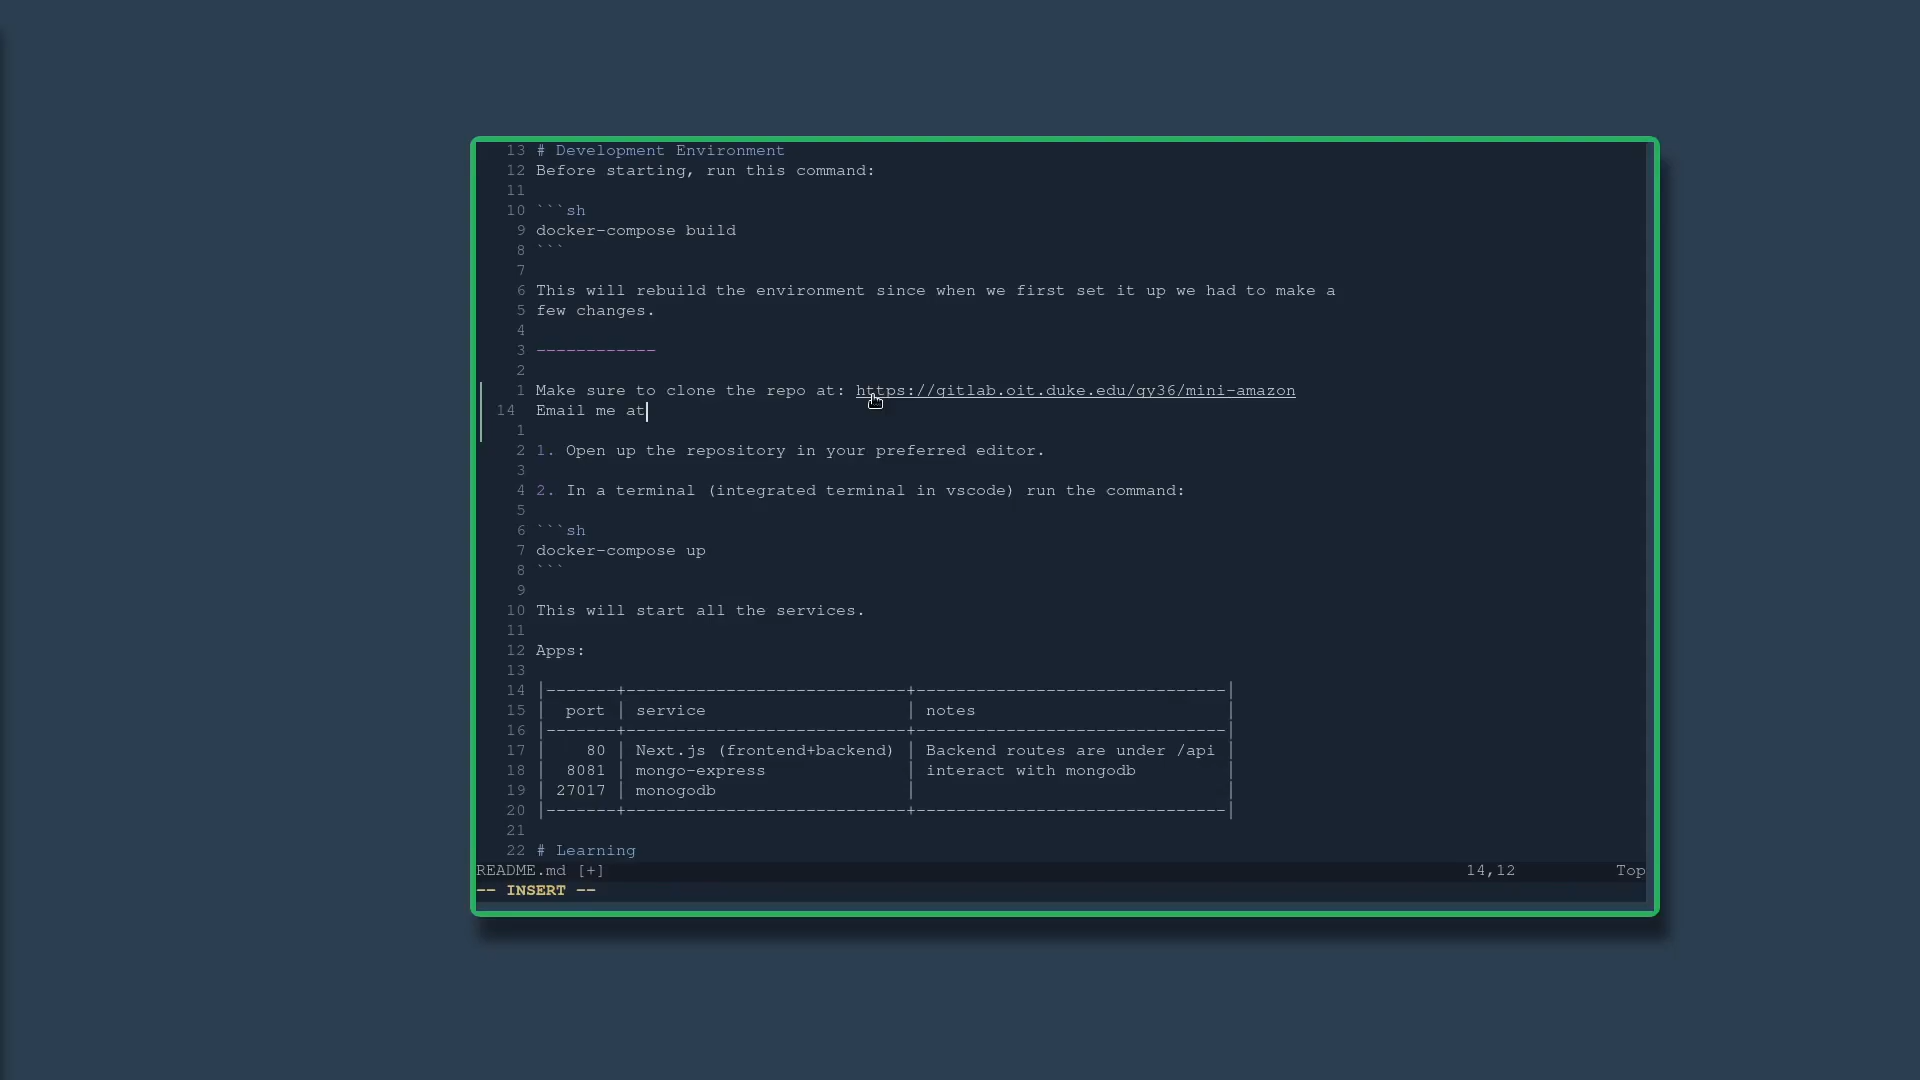 13 # Development Environment
12 Before starting, run this command:
11
10 ```sh
9 docker-compose build
8 ```
7
6 This will rebuild the environment since when we first set it up we had to make a
5 few changes.
4
3 ------------
2
1 Make sure to clone the repo at: https://gitlab.oit.duke.edu/gy36/mini-amazon
14 Email me at
1
2 1. Open up the repository in your preferred editor.
3
4 2. In a terminal (integrated terminal in vscode) run the command:
5
6 ```sh
7 docker-compose up
8 ```
9
10 This will start all the services.
11
12 Apps:
13
14 |-------+----------------------------+-------------------------------|
15 |  port | service                    | notes                         |
16 |-------+----------------------------+-------------------------------|
17 |    80 | Next.js (frontend+backend) | Backend routes are under /api |
18 |  8081 | mongo-express              | interact with mongodb         |
19 | 27017 | monogodb                   |                               |
20 |-------+----------------------------+-------------------------------|
21
22 # Learning
README.md [+] 14,12 Top
-- INSERT --